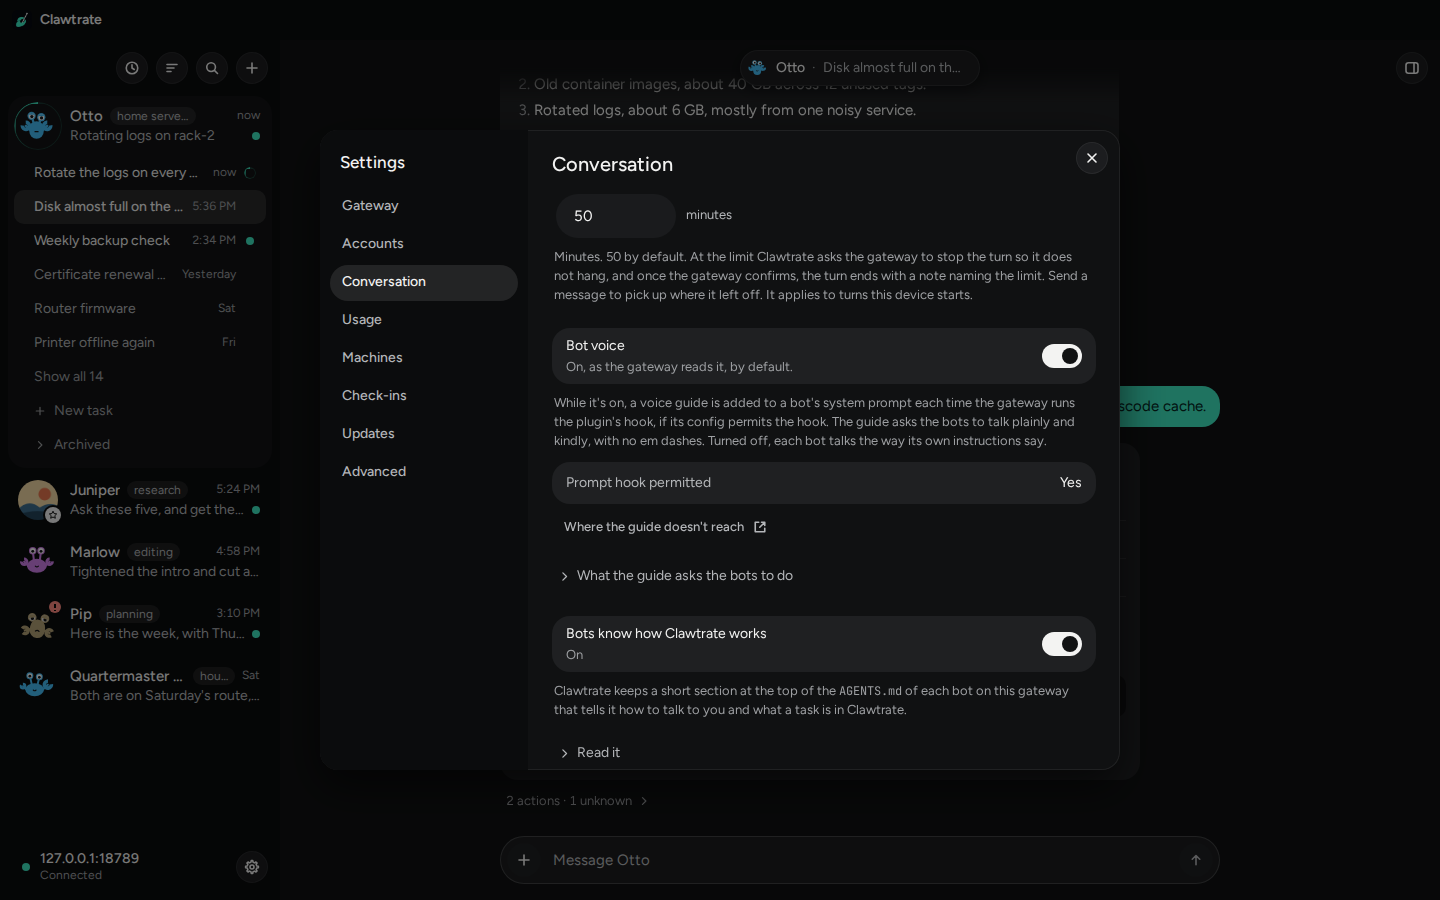 Clawtrate
Otto · Disk almost full on th...
Otto home serve... now
Rotating logs on rack-2
Rotate the logs on every ... now
Disk almost full on the ... 5:36 PM
Weekly backup check 2:34 PM
Certificate renewal ... Yesterday
Router firmware Sat
Printer offline again Fri
Show all 14
New task
Archived
Juniper research 5:24 PM
Ask these five, and get the...
Marlow editing 4:58 PM
Tightened the intro and cut a...
Pip planning 3:10 PM
Here is the week, with Thu...
Quartermaster ... hou... Sat
Both are on Saturday's route,...
127.0.0.1:18789
Connected
2. Old container images, about 40 GB across 12 unused tags.
3. Rotated logs, about 6 GB, mostly from one noisy service.
Settings
Gateway
Accounts
Conversation
Usage
Machines
Check-ins
Updates
Advanced
Conversation
50 minutes
Minutes. 50 by default. At the limit Clawtrate asks the gateway to stop the turn so it does
not hang, and once the gateway confirms, the turn ends with a note naming the limit. Send a
message to pick up where it left off. It applies to turns this device starts.
Bot voice
On, as the gateway reads it, by default.
While it's on, a voice guide is added to a bot's system prompt each time the gateway runs
the plugin's hook, if its config permits the hook. The guide asks the bots to talk plainly and
kindly, with no em dashes. Turned off, each bot talks the way its own instructions say.
Prompt hook permitted Yes
Where the guide doesn't reach
What the guide asks the bots to do
Bots know how Clawtrate works
On
Clawtrate keeps a short section at the top of the AGENTS.md of each bot on this gateway
that tells it how to talk to you and what a task is in Clawtrate.
Read it
scode cache.
2 actions · 1 unknown
Message Otto